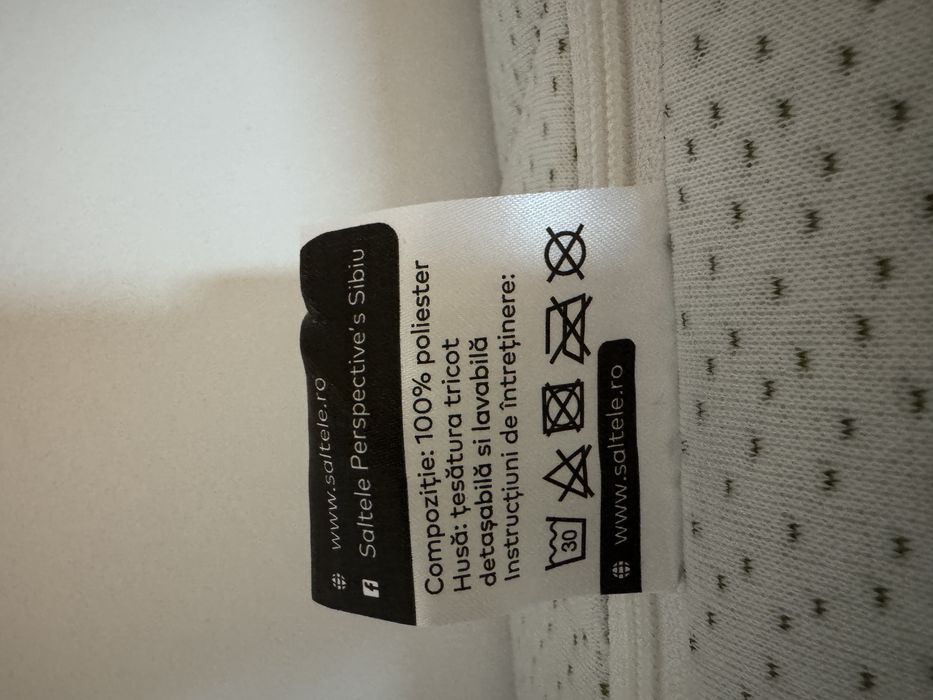 www.saltele.ro
Saltele Perspective's Sibiu
Compoziție: 100% poliester
Husă: țesătura tricot
detașabilă si lavabilă
Instrucțiuni de întreținere:
30
www.saltele.ro